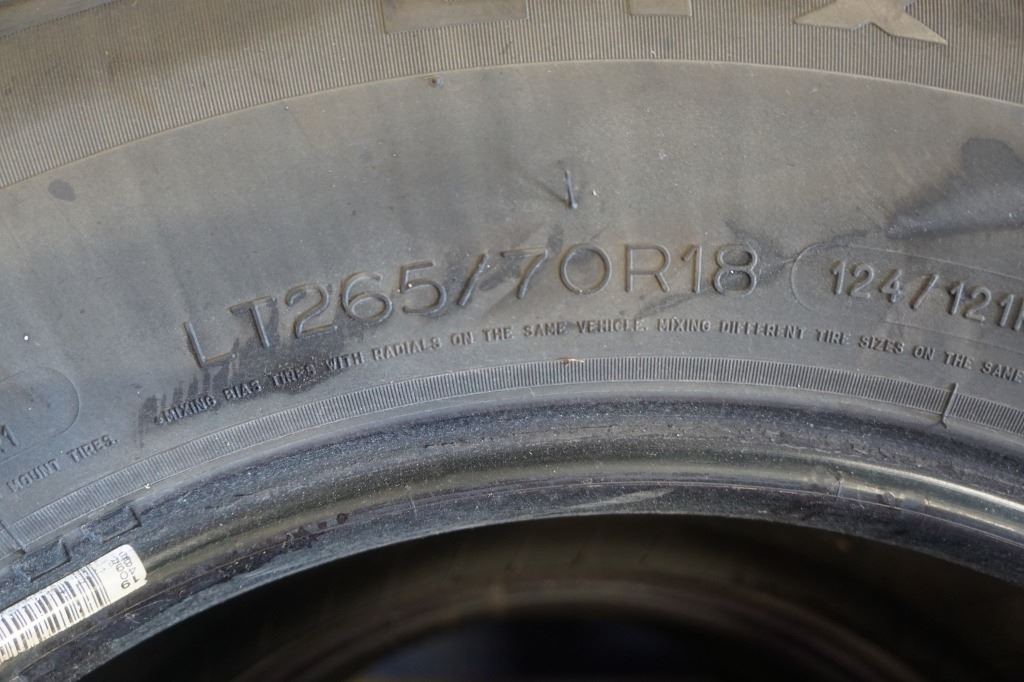 LT265/70R18
124/121
MIXING BIAS TIRES WITH RADIALS ON THE SAME VEHICLE. MIXING DIFFERENT TIRE SIZES ON THE SAME
MOUNT TIRES.